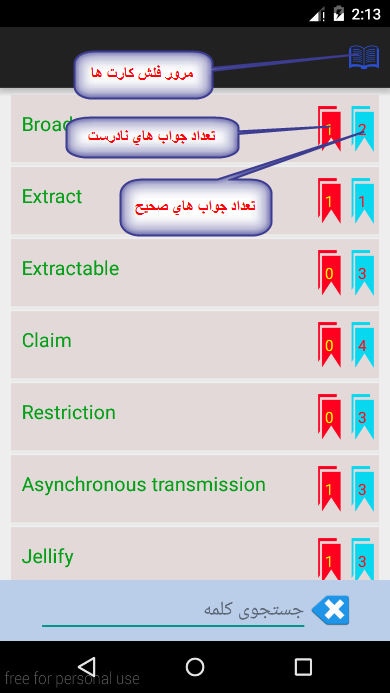 2:13
مرور فلش کارت ها
Broad
1 2
تعداد جواب هاي نادرست
Extract
1 1
تعداد جواب هاي صحيح
Extractable
0 3
Claim
0 4
Restriction
0 3
Asynchronous transmission
1 3
Jellify
1 3
جستجوی کلمه
free for personal use